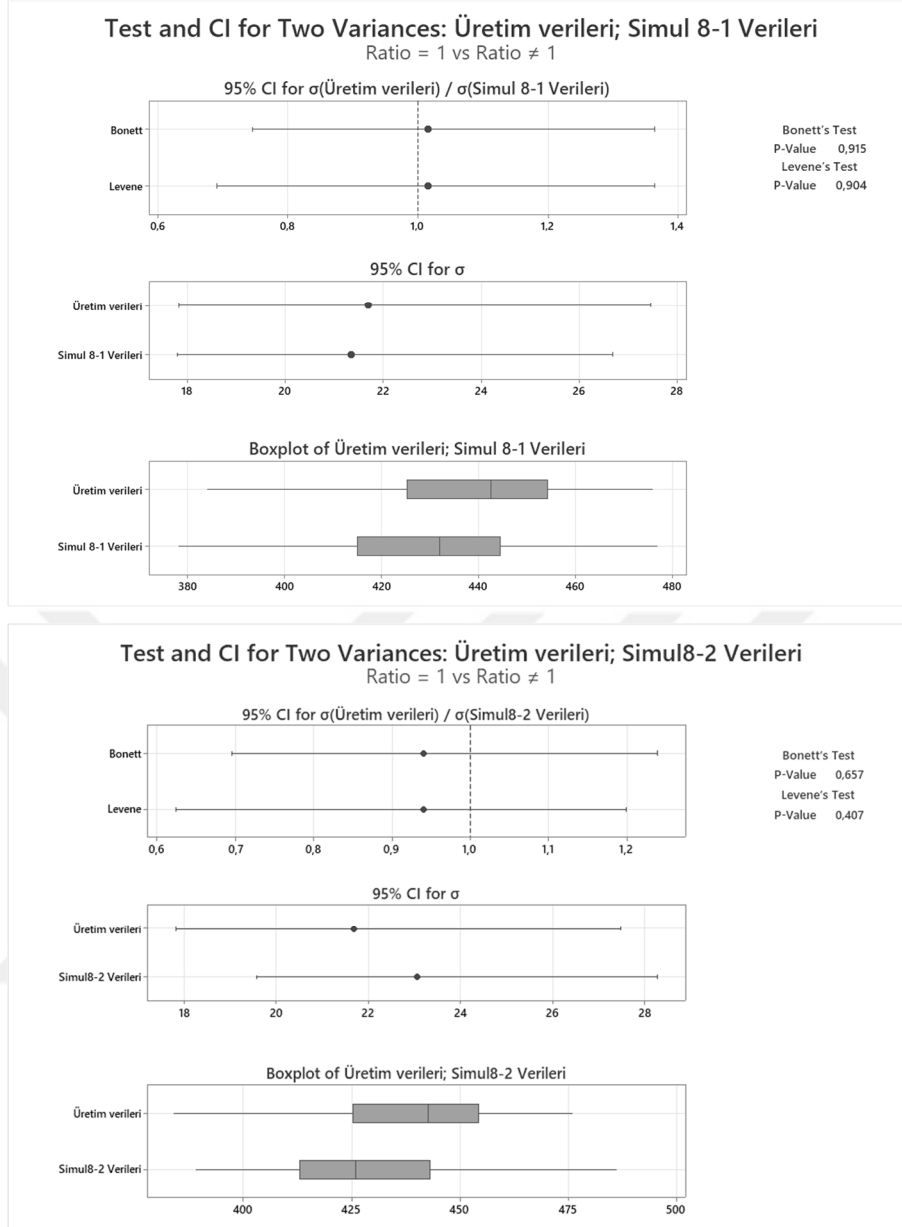 Test and CI for Two Variances: Üretim verileri; Simul 8-1 Verileri
Ratio = 1 vs Ratio ≠ 1
95% CI for σ(Üretim verileri) / σ(Simul 8-1 Verileri)
Bonett
Levene
0,6 0,8 1,0 1,2 1,4
Bonett's Test
P-Value 0,915
Levene's Test
P-Value 0,904
95% CI for σ
Üretim verileri
Simul 8-1 Verileri
18 20 22 24 26 28
Boxplot of Üretim verileri; Simul 8-1 Verileri
Üretim verileri
Simul 8-1 Verileri
380 400 420 440 460 480
Test and CI for Two Variances: Üretim verileri; Simul8-2 Verileri
Ratio = 1 vs Ratio ≠ 1
95% CI for σ(Üretim verileri) / σ(Simul8-2 Verileri)
Bonett
Levene
0,6 0,7 0,8 0,9 1,0 1,1 1,2
Bonett's Test
P-Value 0,657
Levene's Test
P-Value 0,407
95% CI for σ
Üretim verileri
Simul8-2 Verileri
18 20 22 24 26 28
Boxplot of Üretim verileri; Simul8-2 Verileri
Üretim verileri
Simul8-2 Verileri
400 425 450 475 500